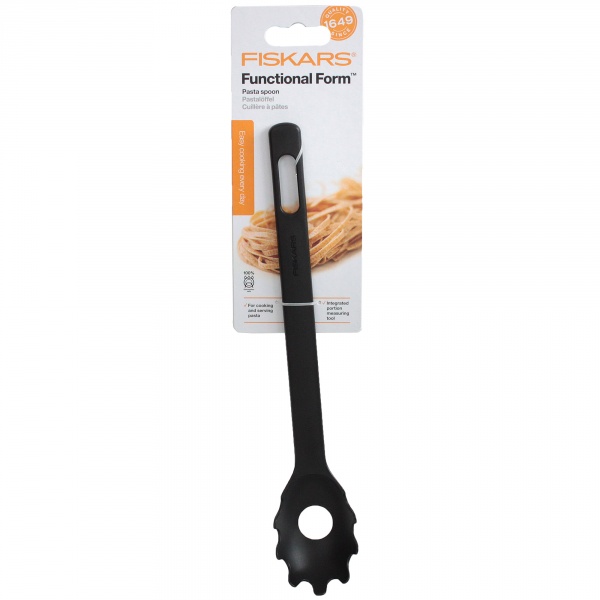 QUALITY
1649
SINCE
FISKARS®
Functional Form™
Pasta spoon
Pastalöffel
Cuillère à pâtes
Easy cooking every day
100%
For cooking
and serving
pasta
Integrated
portion
measuring
tool
FISKARS